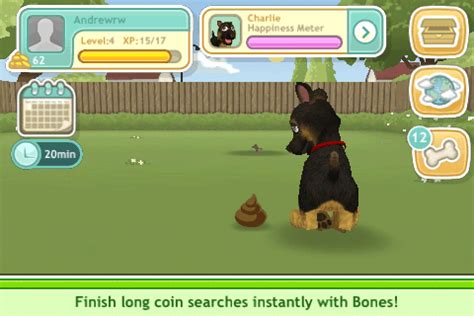 Andrewrw
Level:4 XP:15/17
62
Charlie
Happiness Meter
20min
12
Finish long coin searches instantly with Bones!